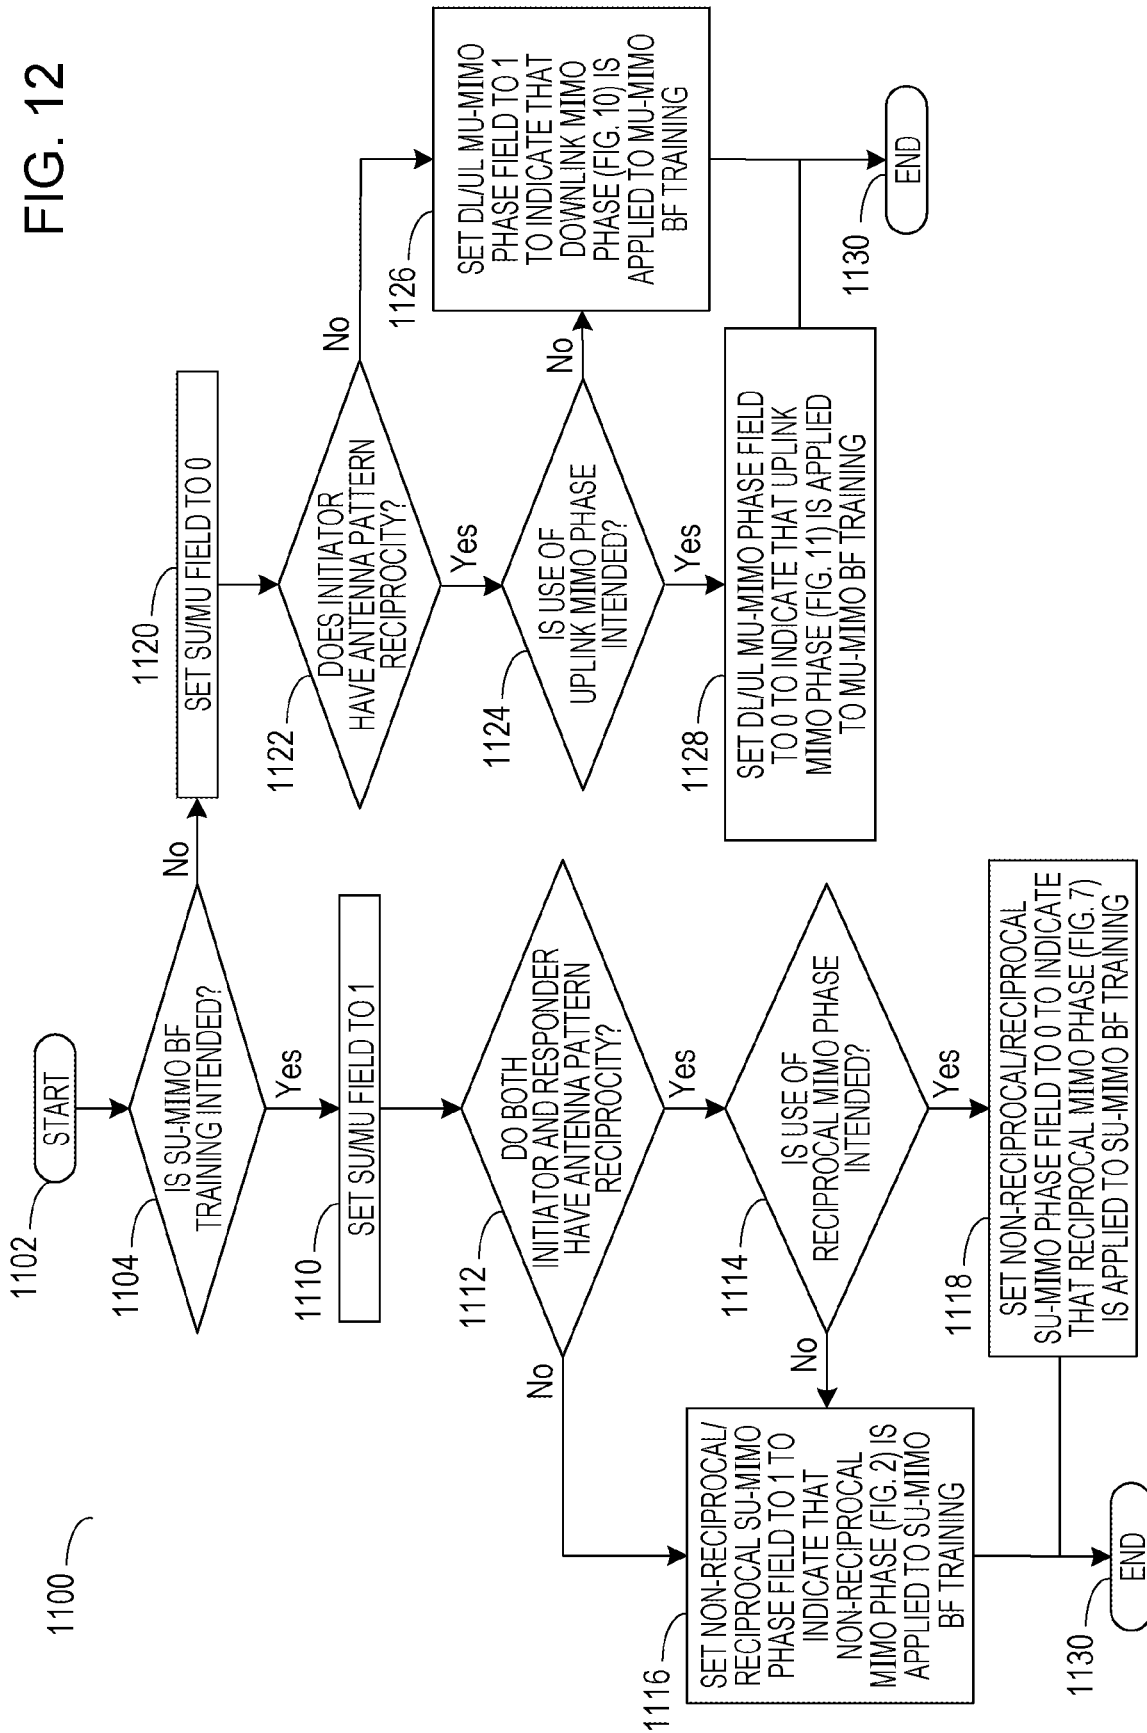 FIG. 12
1100
1102
START
1104
IS SU-MIMO BF
TRAINING INTENDED?
No
Yes
1110
SET SU/MU FIELD TO 1
1112
DO BOTH
INITIATOR AND RESPONDER
HAVE ANTENNA PATTERN
RECIPROCITY?
No
Yes
1114
IS USE OF
RECIPROCAL MIMO PHASE
INTENDED?
No
Yes
1116
SET NON-RECIPROCAL/
RECIPROCAL SU-MIMO
PHASE FIELD TO 1 TO
INDICATE THAT
NON-RECIPROCAL
MIMO PHASE (FIG. 2) IS
APPLIED TO SU-MIMO
BF TRAINING
1118
SET NON-RECIPROCAL/RECIPROCAL
SU-MIMO PHASE FIELD TO 0 TO INDICATE
THAT RECIPROCAL MIMO PHASE (FIG. 7)
IS APPLIED TO SU-MIMO BF TRAINING
1130
END
1120
SET SU/MU FIELD TO 0
1122
DOES INITIATOR
HAVE ANTENNA PATTERN
RECIPROCITY?
No
Yes
1124
IS USE OF
UPLINK MIMO PHASE
INTENDED?
No
Yes
1126
SET DL/UL MU-MIMO
PHASE FIELD TO 1
TO INDICATE THAT
DOWNLINK MIMO
PHASE (FIG. 10) IS
APPLIED TO MU-MIMO
BF TRAINING
1128
SET DL/UL MU-MIMO PHASE FIELD
TO 0 TO INDICATE THAT UPLINK
MIMO PHASE (FIG. 11) IS APPLIED
TO MU-MIMO BF TRAINING
1130
END